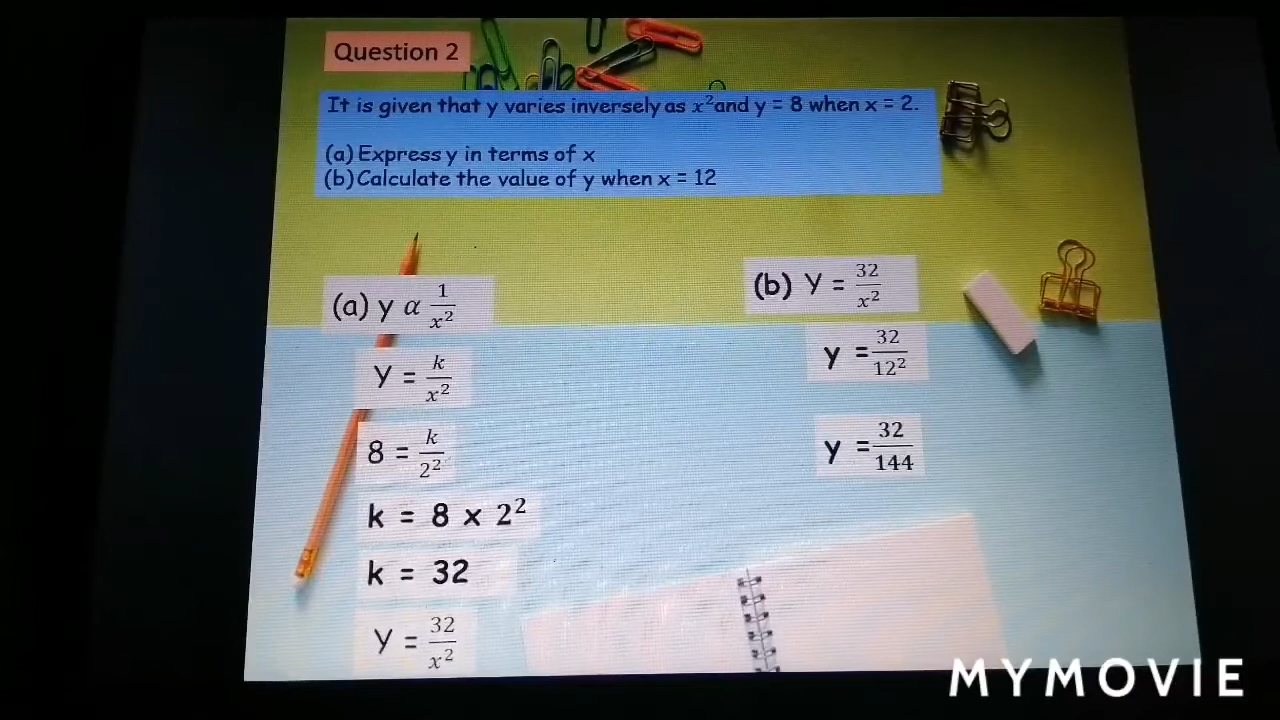 Question 2
It is given that y varies inversely as x² and y = 8 when x = 2.
(a) Express y in terms of x
(b) Calculate the value of y when x = 12
(a) y α 1/x²
Y = k/x²
8 = k/2²
k = 8 x 2²
k = 32
Y = 32/x²
(b) Y = 32/x²
y = 32/12²
y = 32/144
MYMOVIE